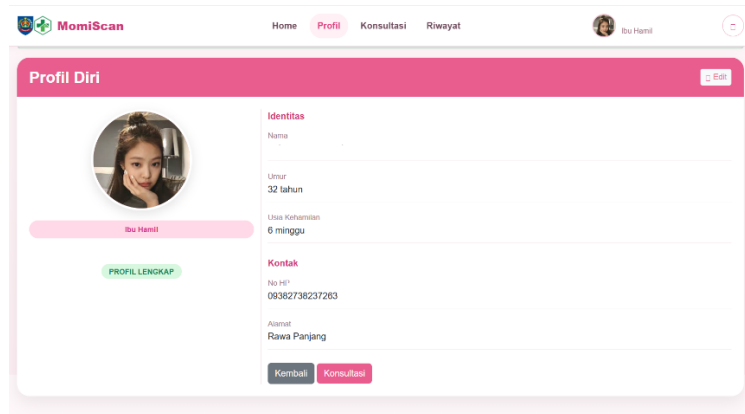 MomiScan
Home Profil Konsultasi Riwayat
Ibu Hamil
Profil Diri
Edit
Ibu Hamil
PROFIL LENGKAP
Identitas
Nama
Umur
32 tahun
Usia Kehamilan
6 minggu
Kontak
No HP
09382738237263
Alamat
Rawa Panjang
Kembali Konsultasi